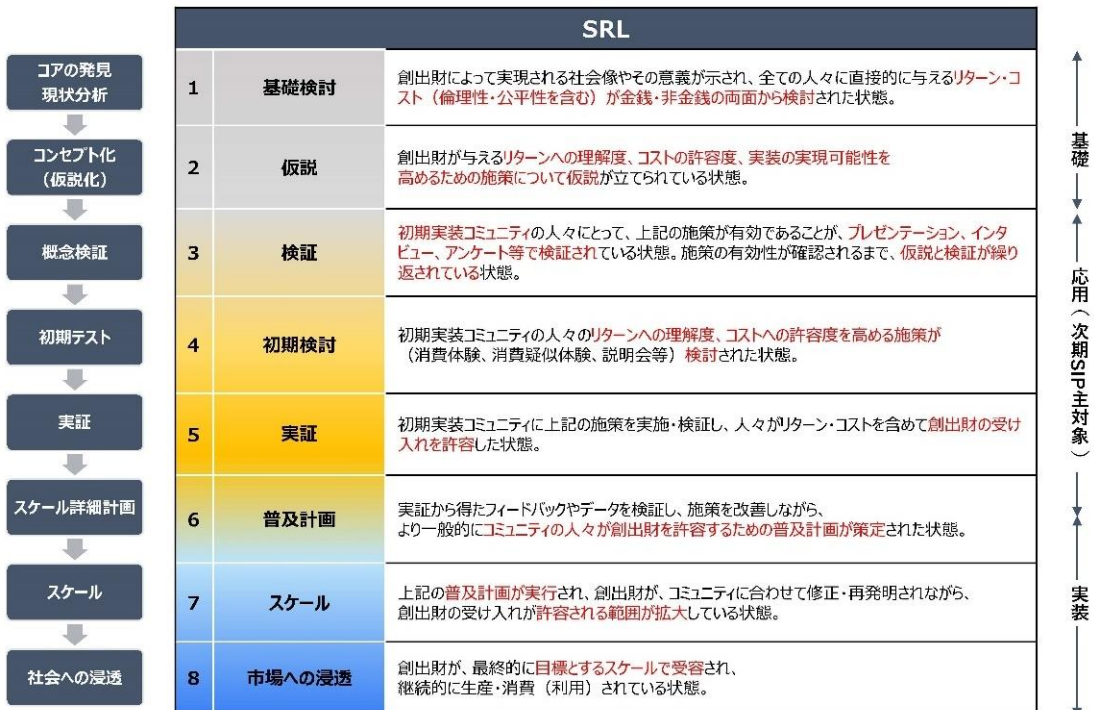 SRL
コアの発見
現状分析
1
基礎検討
創出財によって実現される社会像やその意義が示され、全ての人々に直接的に与えるリターン・コ
スト（倫理性・公平性を含む）が金銭・非金銭の両面から検討された状態。
コンセプト化
（仮説化）
2
仮説
創出財が与えるリターンへの理解度、コストの許容度、実装の実現可能性を
高めるための施策について仮説が立てられている状態。
基礎
概念検証
3
検証
初期実装コミュニティの人々にとって、上記の施策が有効であることが、プレゼンテーション、インタ
ビュー、アンケート等で検証されている状態。施策の有効性が確認されるまで、仮説と検証が繰り
返されている状態。
初期テスト
4
初期検討
初期実装コミュニティの人々のリターンへの理解度、コストへの許容度を高める施策が
（消費体験、消費疑似体験、説明会等）検討された状態。
実証
5
実証
初期実装コミュニティに上記の施策を実施・検証し、人々がリターン・コストを含めて創出財の受け
入れを許容した状態。
応用（次期SIP主対象）
スケール詳細計画
6
普及計画
実証から得たフィードバックやデータを検証し、施策を改善しながら、
より一般的にコミュニティの人々が創出財を許容するための普及計画が策定された状態。
スケール
7
スケール
上記の普及計画が実行され、創出財が、コミュニティに合わせて修正・再発明されながら、
創出財の受け入れが許容される範囲が拡大している状態。
実装
社会への浸透
8
市場への浸透
創出財が、最終的に目標とするスケールで受容され、
継続的に生産・消費（利用）されている状態。